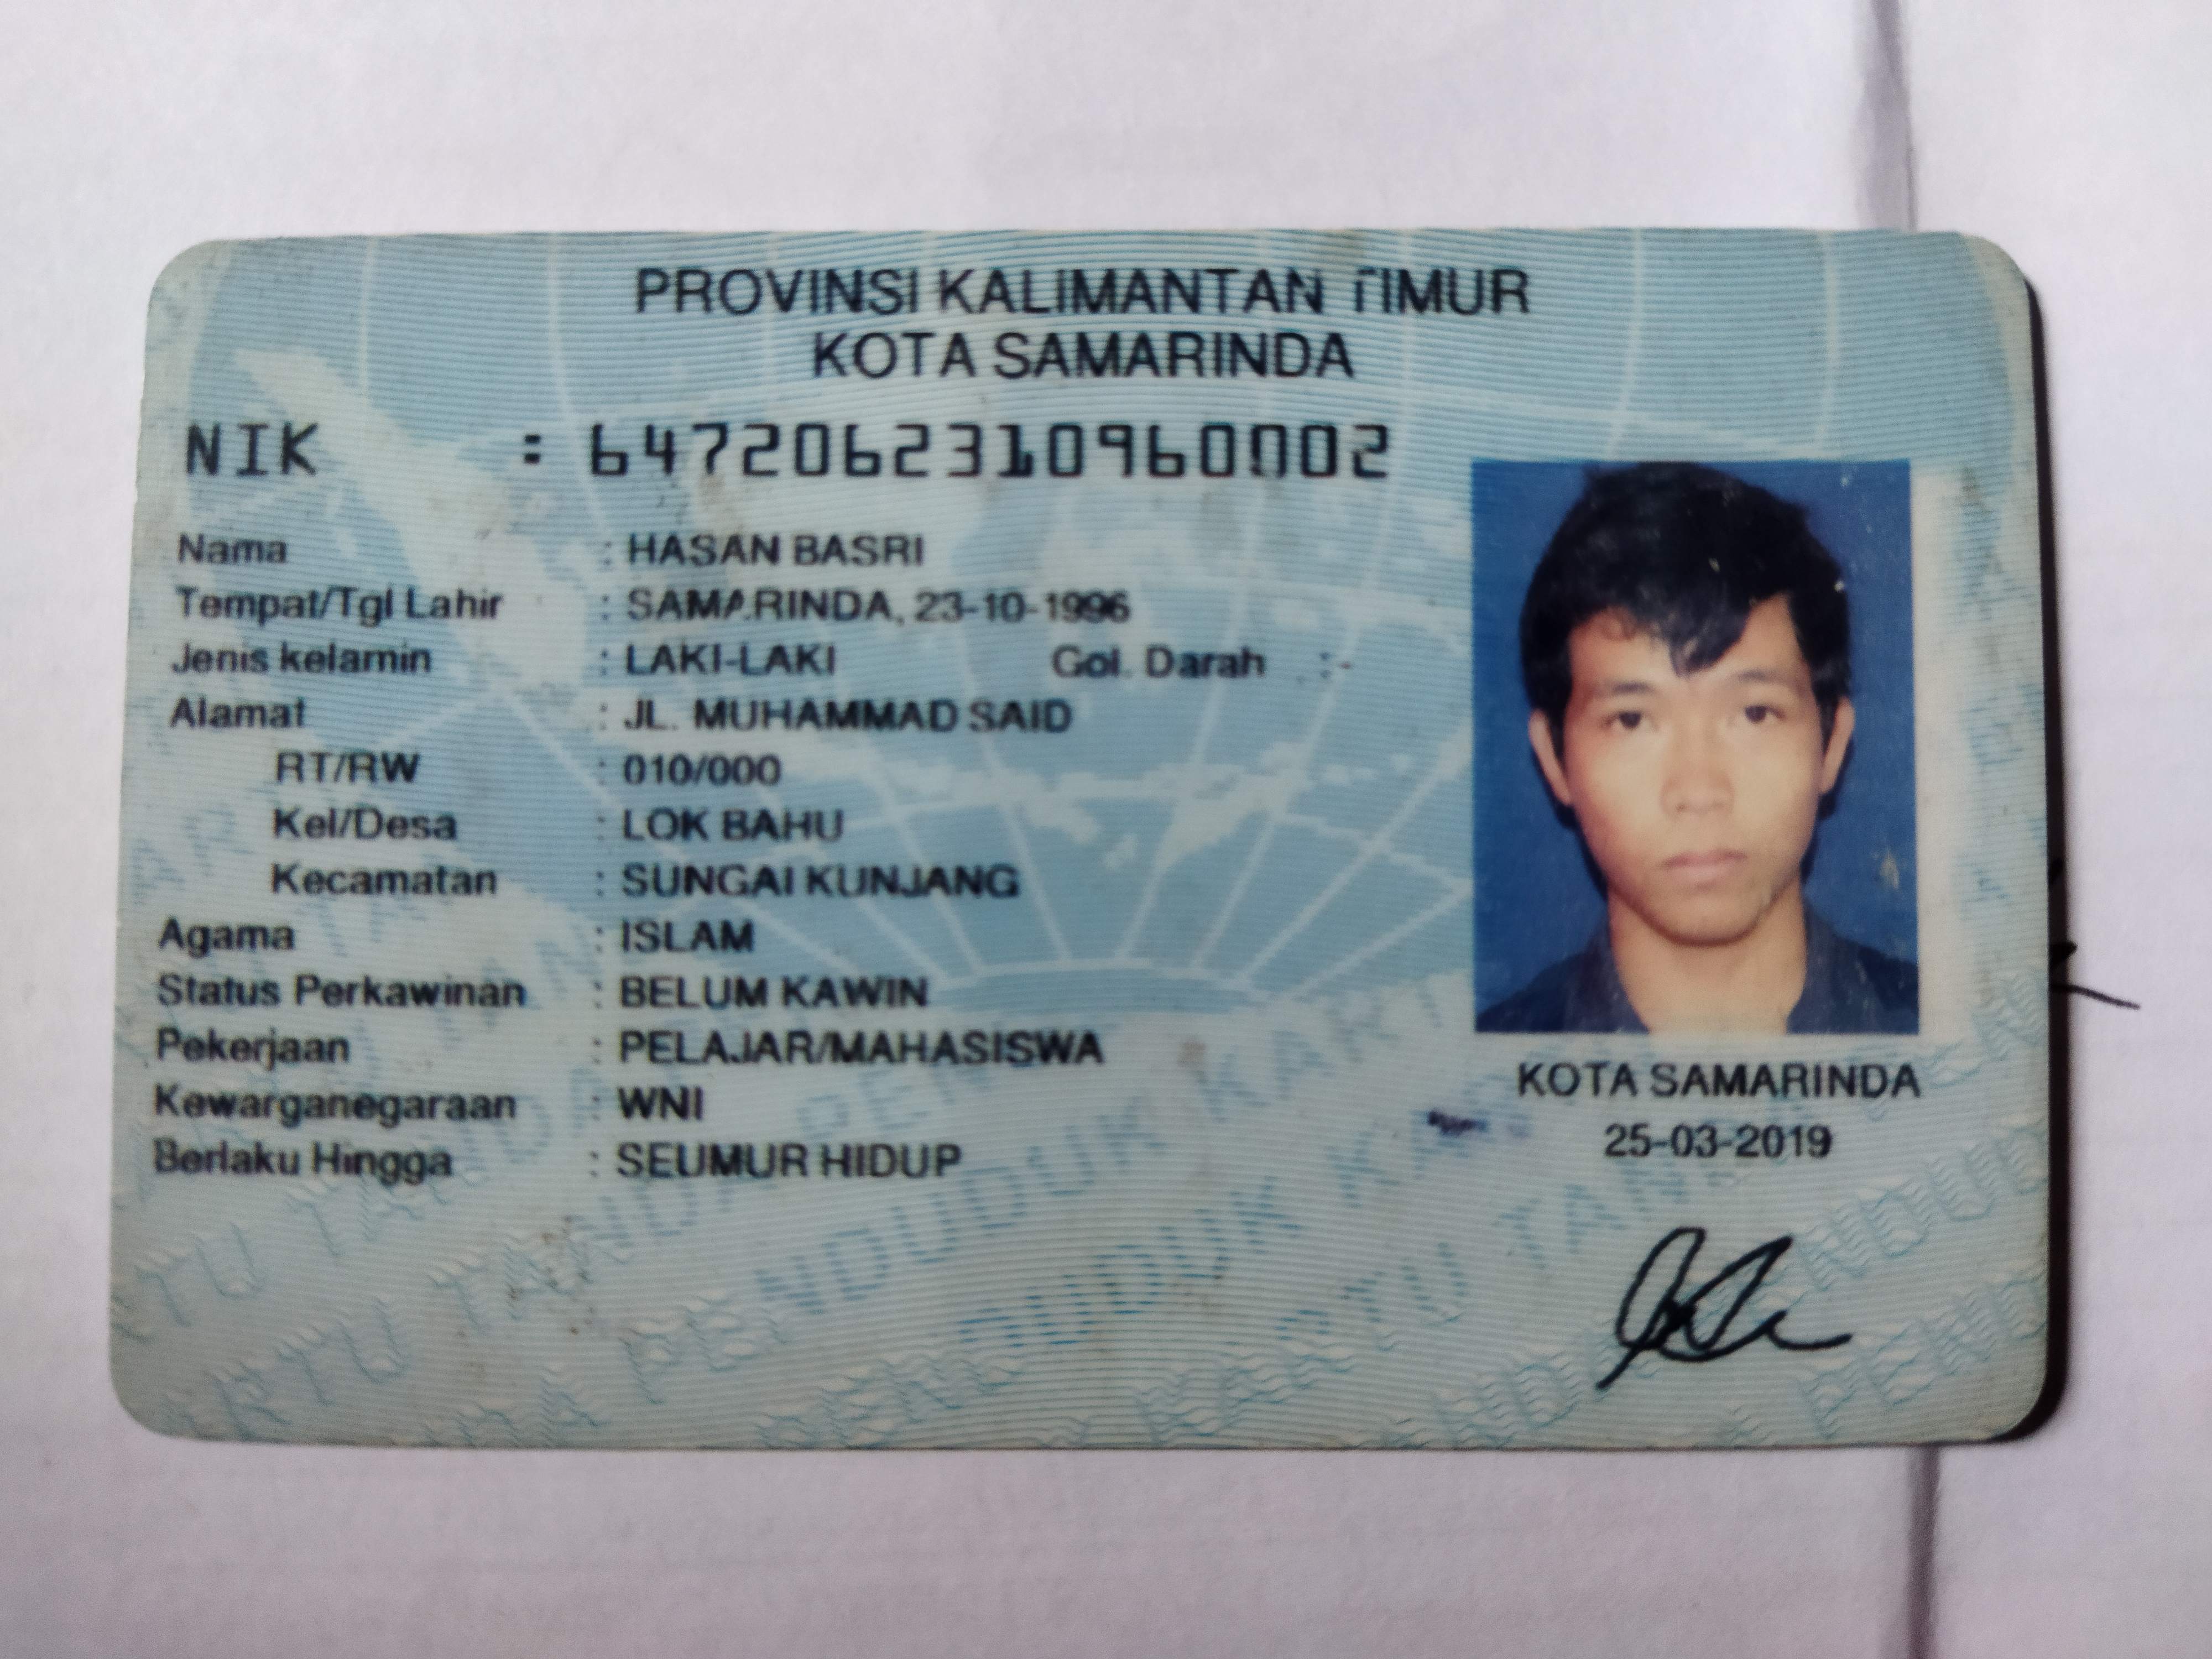 PROVINSI KALIMANTAN TIMUR
KOTA SAMARINDA
NIK : 6472062310960002
Nama : HASAN BASRI
Tempat/Tgl Lahir : SAMARINDA, 23-10-1996
Jenis kelamin : LAKI-LAKI Gol. Darah : -
Alamat : JL. MUHAMMAD SAID
RT/RW : 010/000
Kel/Desa : LOK BAHU
Kecamatan : SUNGAI KUNJANG
Agama : ISLAM
Status Perkawinan : BELUM KAWIN
Pekerjaan : PELAJAR/MAHASISWA
Kewarganegaraan : WNI
Berlaku Hingga : SEUMUR HIDUP
KOTA SAMARINDA
25-03-2019